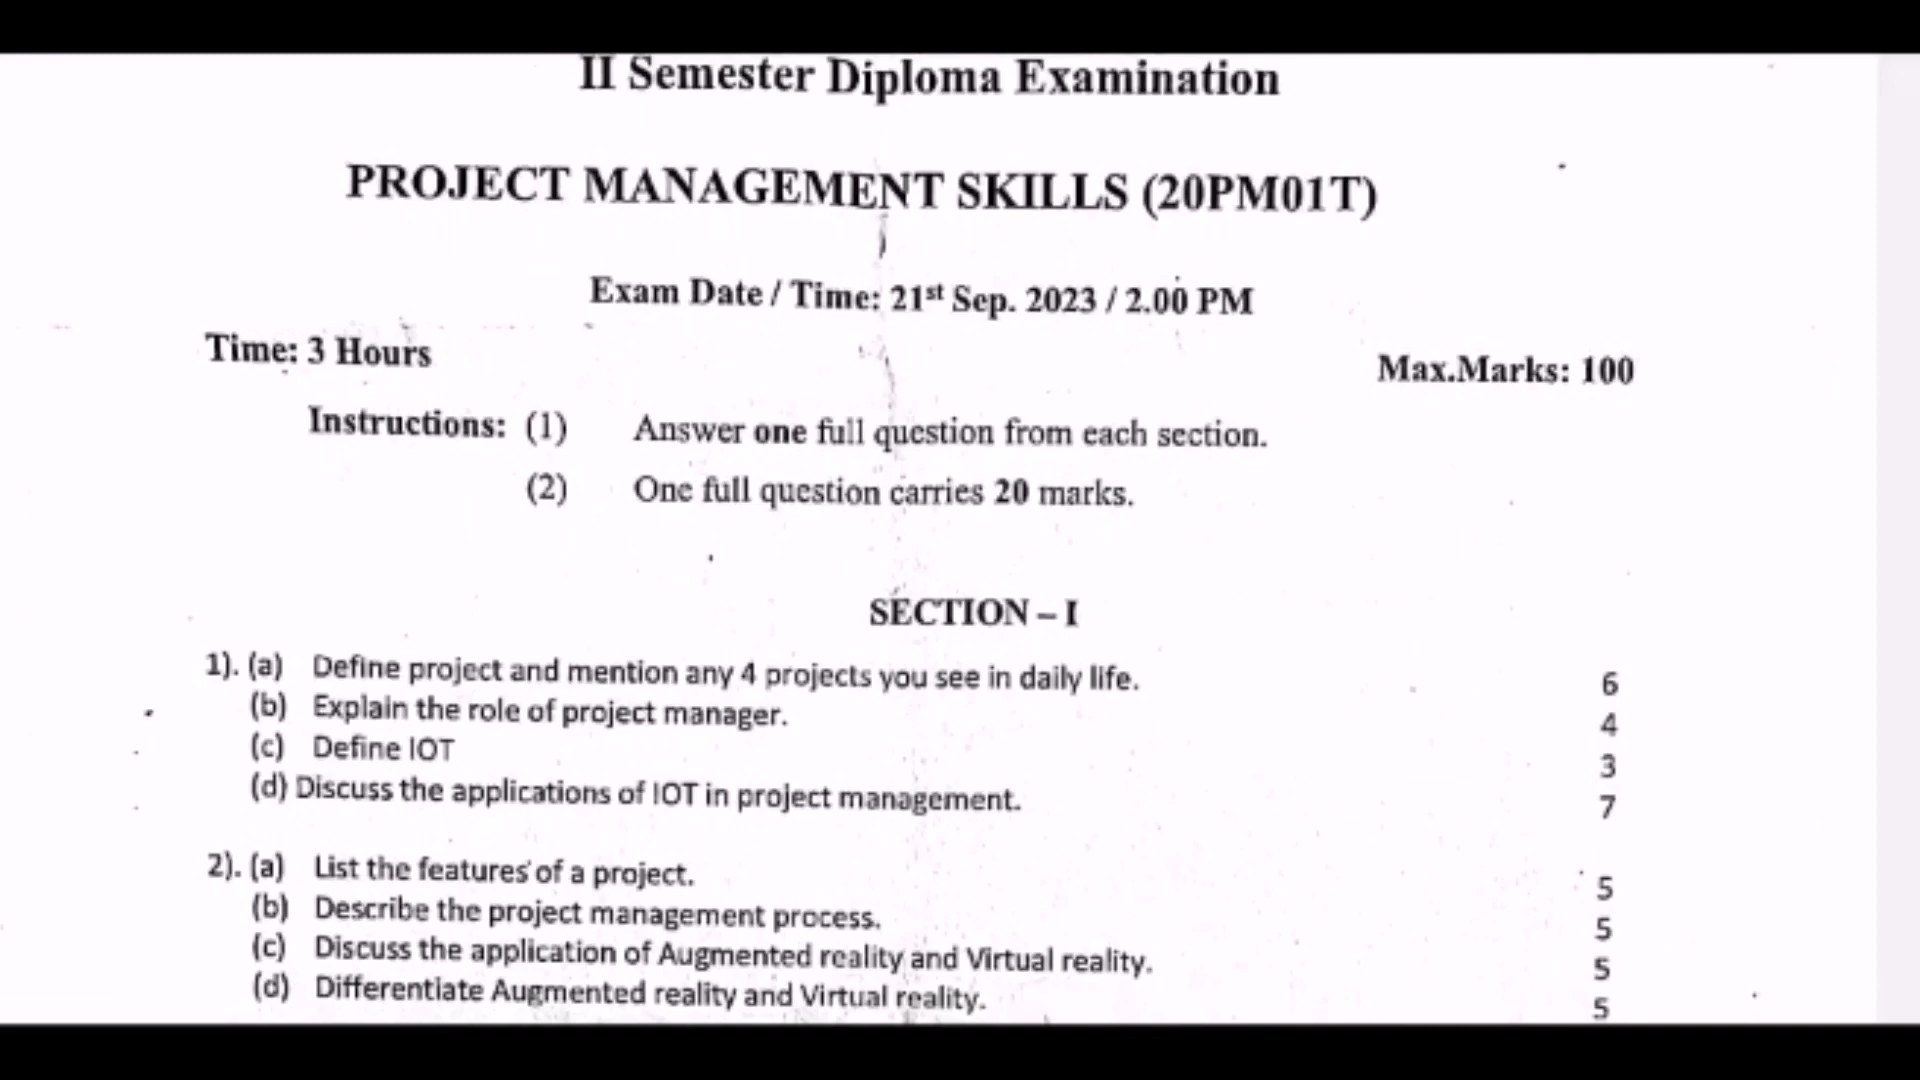 II Semester Diploma Examination
PROJECT MANAGEMENT SKILLS (20PM01T)
Exam Date / Time: 21st Sep. 2023 / 2.00 PM
Time: 3 Hours
Max.Marks: 100
Instructions: (1) Answer one full question from each section.
(2) One full question carries 20 marks.
SECTION – I
1). (a) Define project and mention any 4 projects you see in daily life. 6
(b) Explain the role of project manager. 4
(c) Define IOT 3
(d) Discuss the applications of IOT in project management. 7
2). (a) List the features of a project. 5
(b) Describe the project management process. 5
(c) Discuss the application of Augmented reality and Virtual reality. 5
(d) Differentiate Augmented reality and Virtual reality. 5